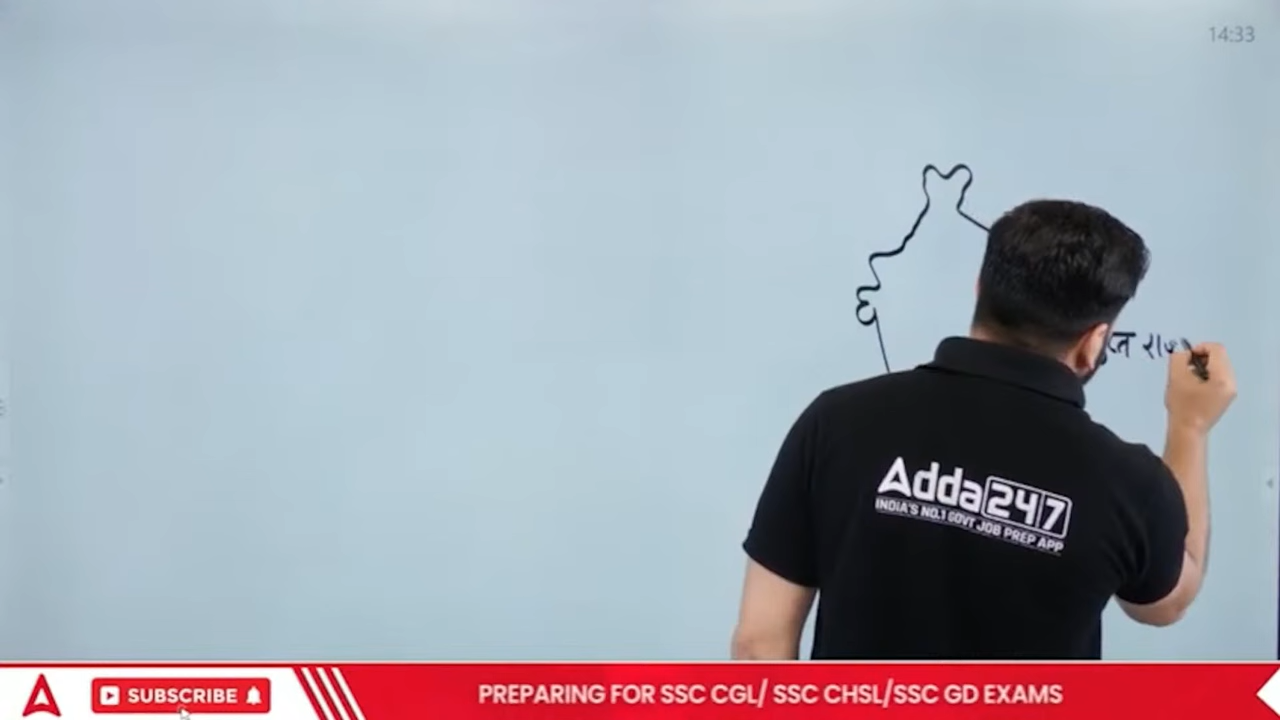 14:33
Adda247
INDIA'S NO.1 GOVT JOB PREP APP
SUBSCRIBE
PREPARING FOR SSC CGL/ SSC CHSL/SSC GD EXAMS